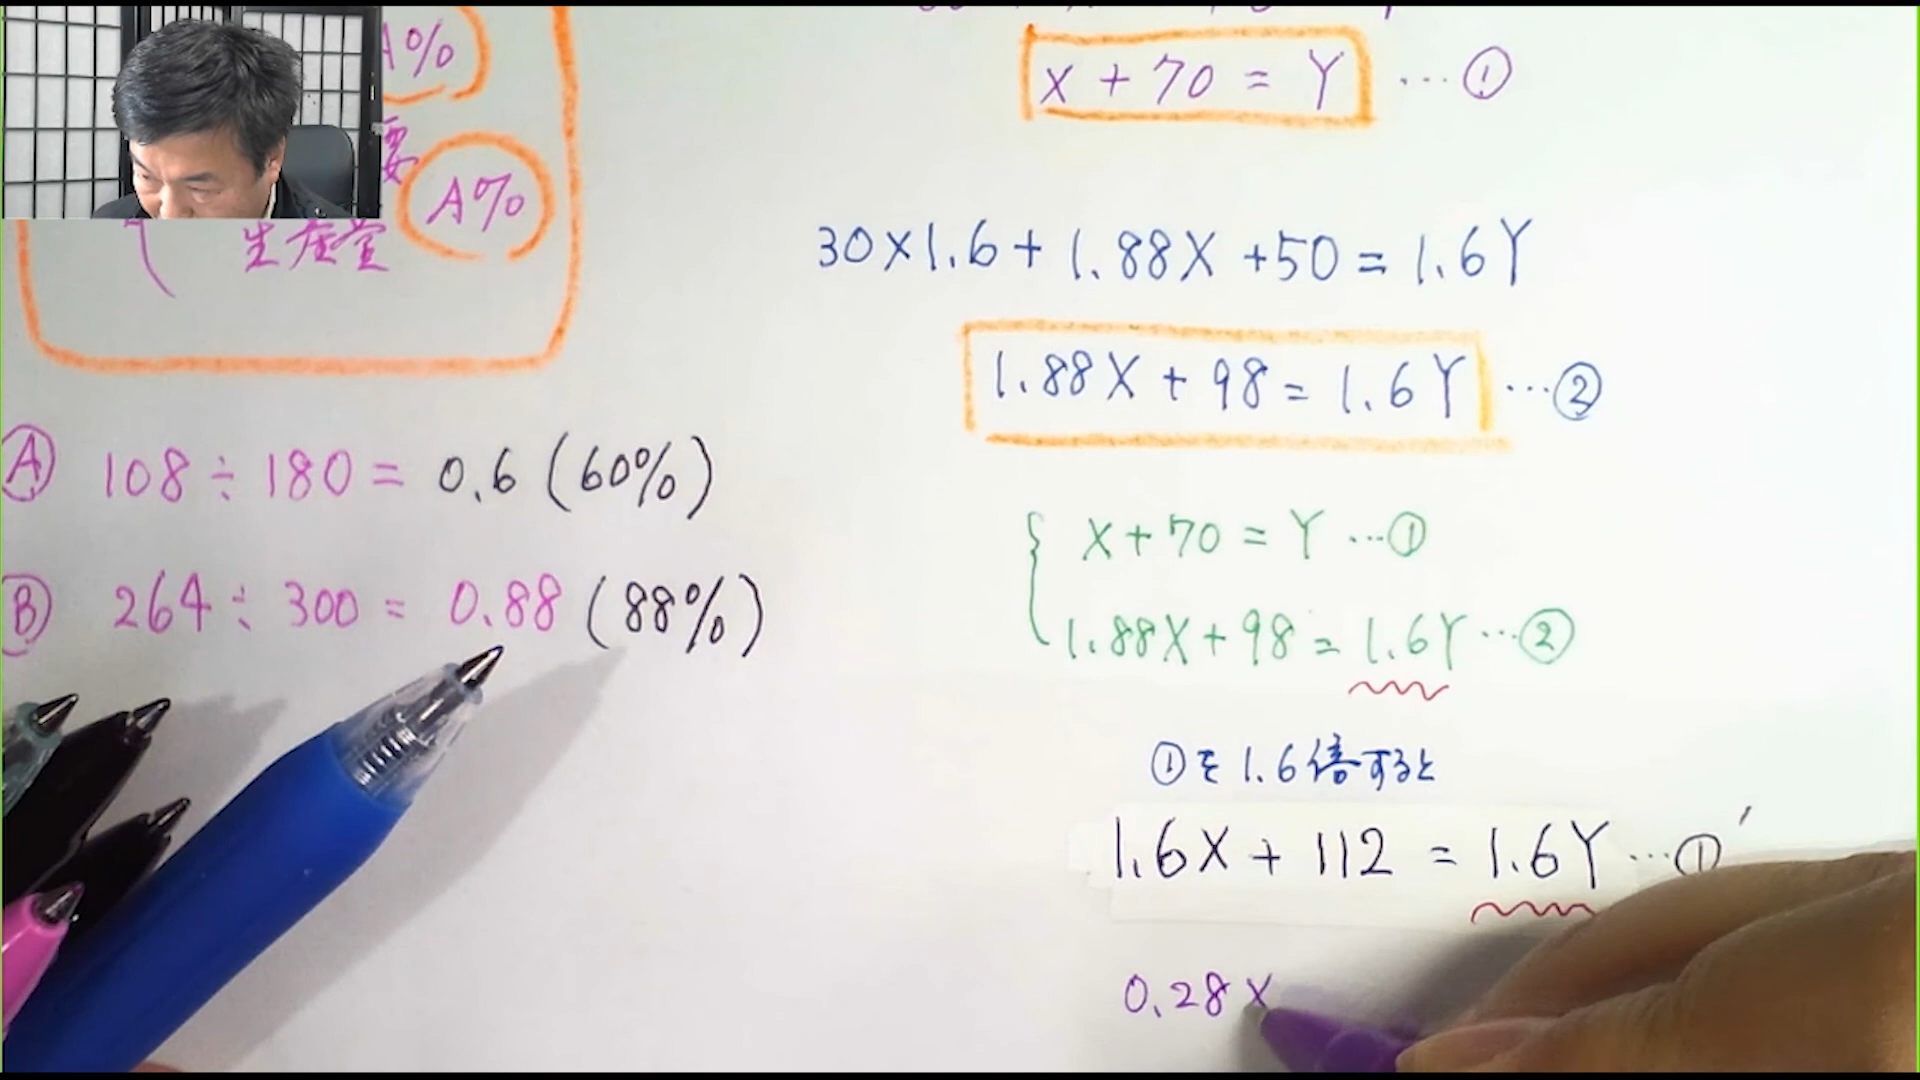 A%
要
A%
生産量
Ⓐ 108 ÷ 180 = 0.6 (60%)
Ⓑ 264 ÷ 300 = 0.88 (88%)
X + 70 = Y …①
30×1.6 + 1.88X +50 = 1.6Y
1.88X + 98 = 1.6Y …②
X + 70 = Y …①
1.88X + 98 = 1.6Y …②
①を1.6倍すると
1.6X + 112 = 1.6Y …①′
0.28X